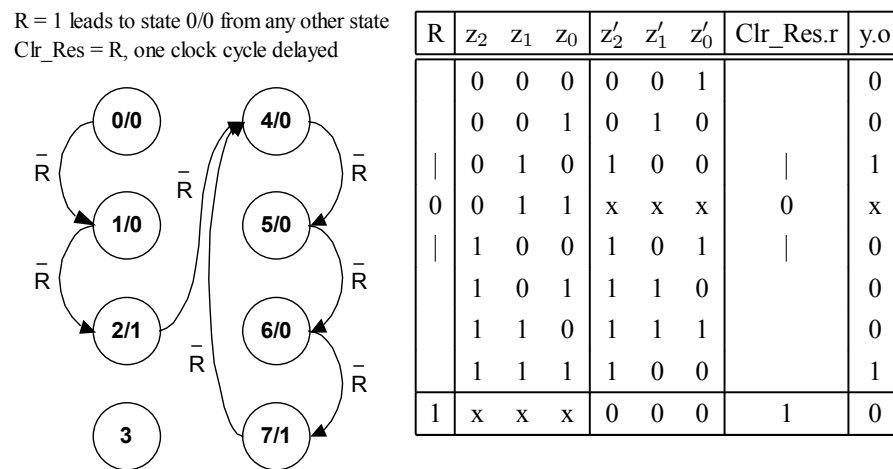 R = 1 leads to state 0/0 from any other state
Clr_Res = R, one clock cycle delayed
0/0
4/0
R̄
R̄
R̄
1/0
5/0
R̄
R̄
2/1
6/0
R̄
R̄
3
7/1
R z₂ z₁ z₀ z′₂ z′₁ z′₀ Clr_Res.r y.o
0 0 0 0 0 1 0
0 0 1 0 1 0 0
| 0 1 0 1 0 0 | 1
0 0 1 1 x x x 0 x
| 1 0 0 1 0 1 | 0
1 0 1 1 1 0 0
1 1 0 1 1 1 0
1 1 1 1 0 0 1
1 x x x 0 0 0 1 0